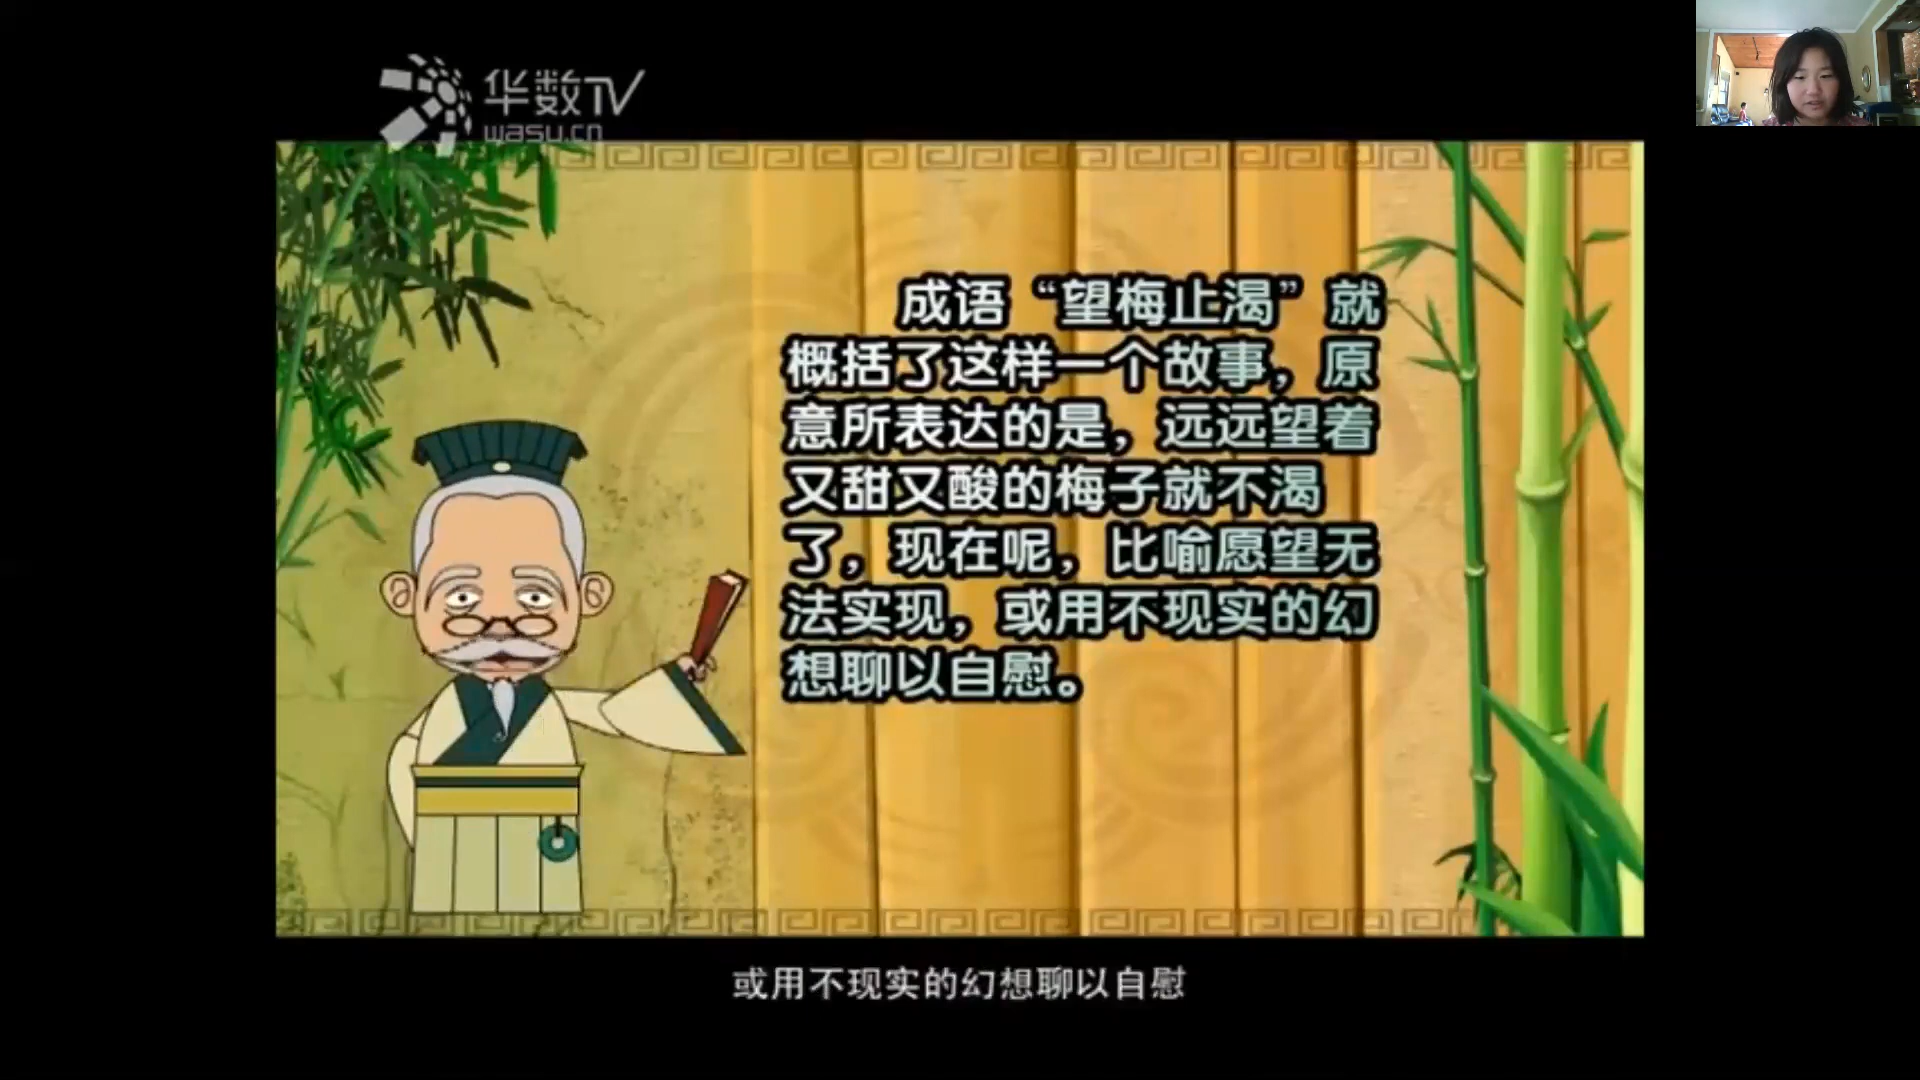 华数TV
wasu.cn
成语“望梅止渴”就
概括了这样一个故事，原
意所表达的是，远远望着
又甜又酸的梅子就不渴
了，现在呢，比喻愿望无
法实现，或用不现实的幻
想聊以自慰。
或用不现实的幻想聊以自慰